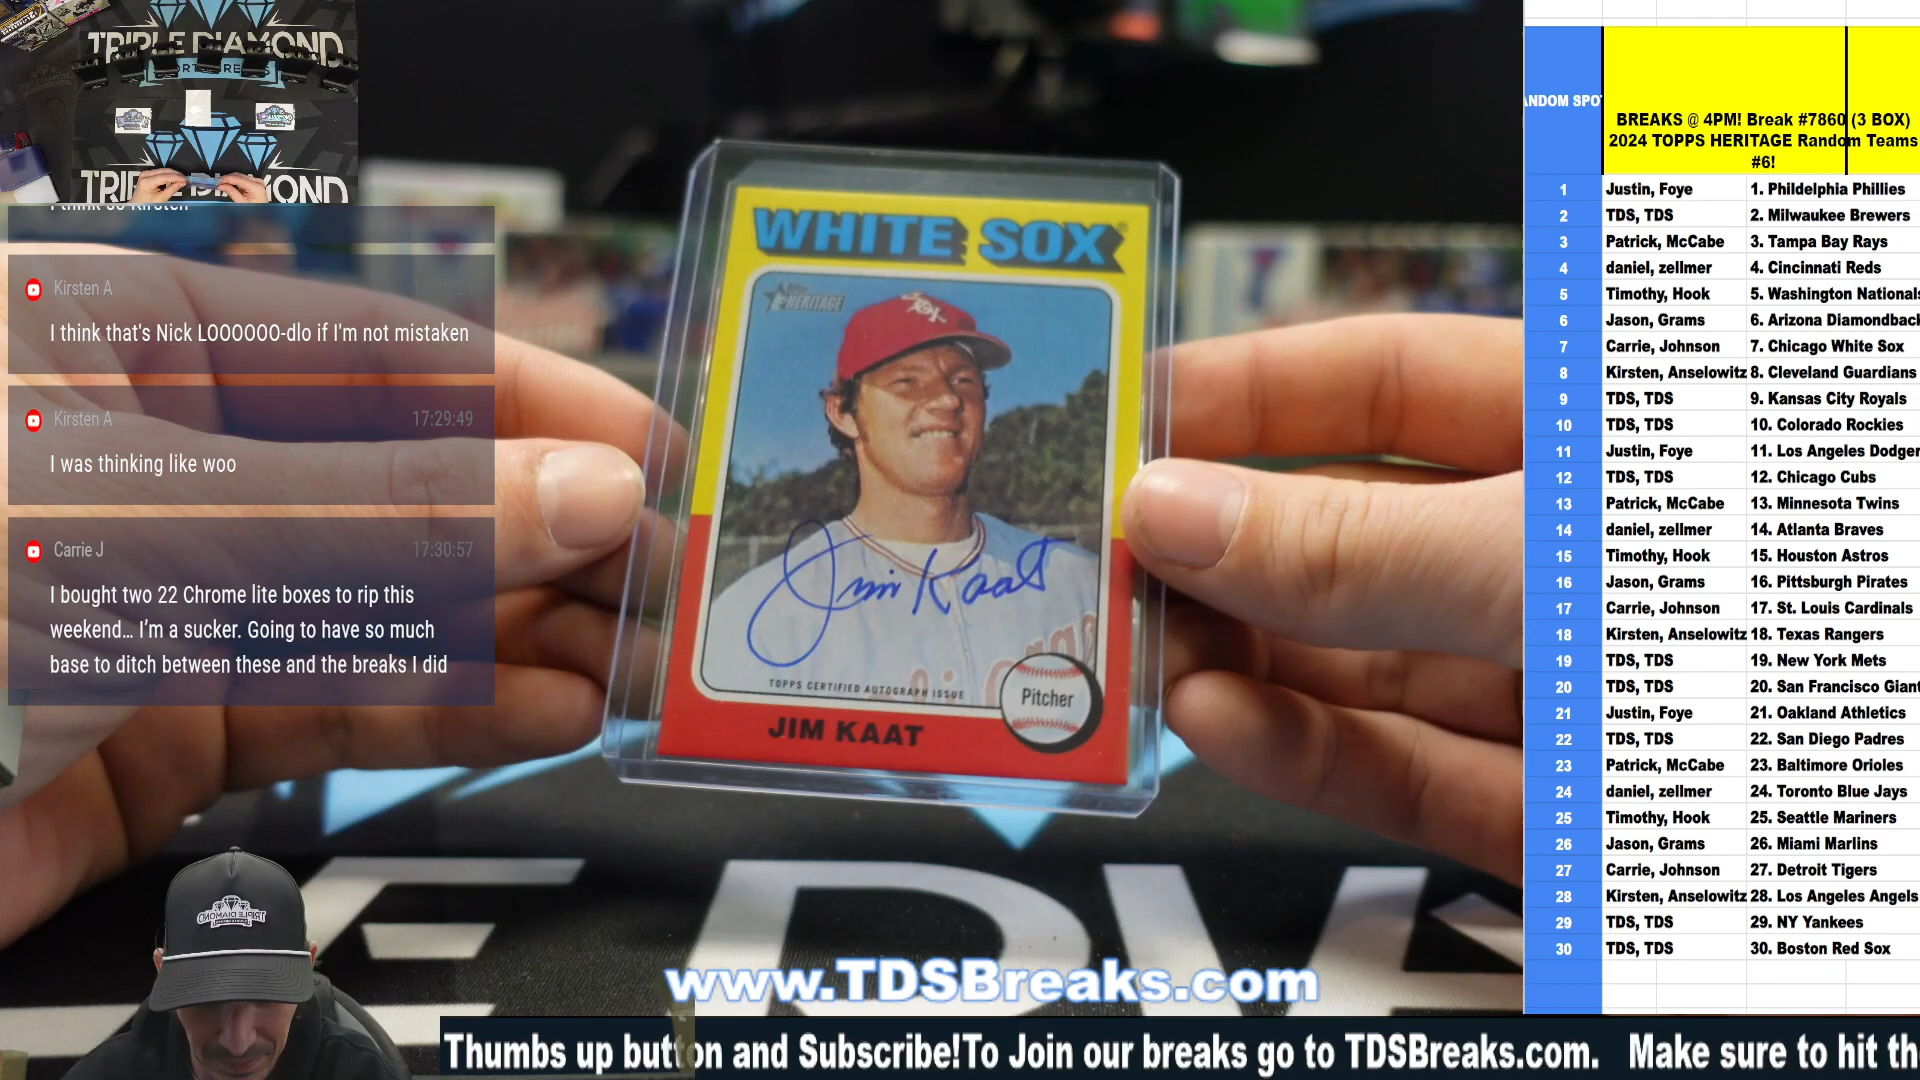 TRIPLE DIAMOND
I think so Kirsten
Kirsten A
I think that's Nick LOOOOOO-dlo if I'm not mistaken
Kirsten A 17:29:49
I was thinking like woo
Carrie J 17:30:57
I bought two 22 Chrome lite boxes to rip this
weekend... I'm a sucker. Going to have so much
base to ditch between these and the breaks I did
WHITE SOX
HERITAGE
Jim Kaat
TOPPS CERTIFIED AUTOGRAPH ISSUE
Pitcher
JIM KAAT
www.TDSBreaks.com
Thumbs up button and Subscribe!To Join our breaks go to TDSBreaks.com. Make sure to hit th
ANDOM SPO
BREAKS @ 4PM! Break #7860 (3 BOX)
2024 TOPPS HERITAGE Random Teams
#6!
1 Justin, Foye 1. Phildelphia Phillies
2 TDS, TDS 2. Milwaukee Brewers
3 Patrick, McCabe 3. Tampa Bay Rays
4 daniel, zellmer 4. Cincinnati Reds
5 Timothy, Hook 5. Washington Nationals
6 Jason, Grams 6. Arizona Diamondback
7 Carrie, Johnson 7. Chicago White Sox
8 Kirsten, Anselowitz 8. Cleveland Guardians
9 TDS, TDS 9. Kansas City Royals
10 TDS, TDS 10. Colorado Rockies
11 Justin, Foye 11. Los Angeles Dodger
12 TDS, TDS 12. Chicago Cubs
13 Patrick, McCabe 13. Minnesota Twins
14 daniel, zellmer 14. Atlanta Braves
15 Timothy, Hook 15. Houston Astros
16 Jason, Grams 16. Pittsburgh Pirates
17 Carrie, Johnson 17. St. Louis Cardinals
18 Kirsten, Anselowitz 18. Texas Rangers
19 TDS, TDS 19. New York Mets
20 TDS, TDS 20. San Francisco Giant
21 Justin, Foye 21. Oakland Athletics
22 TDS, TDS 22. San Diego Padres
23 Patrick, McCabe 23. Baltimore Orioles
24 daniel, zellmer 24. Toronto Blue Jays
25 Timothy, Hook 25. Seattle Mariners
26 Jason, Grams 26. Miami Marlins
27 Carrie, Johnson 27. Detroit Tigers
28 Kirsten, Anselowitz 28. Los Angeles Angels
29 TDS, TDS 29. NY Yankees
30 TDS, TDS 30. Boston Red Sox